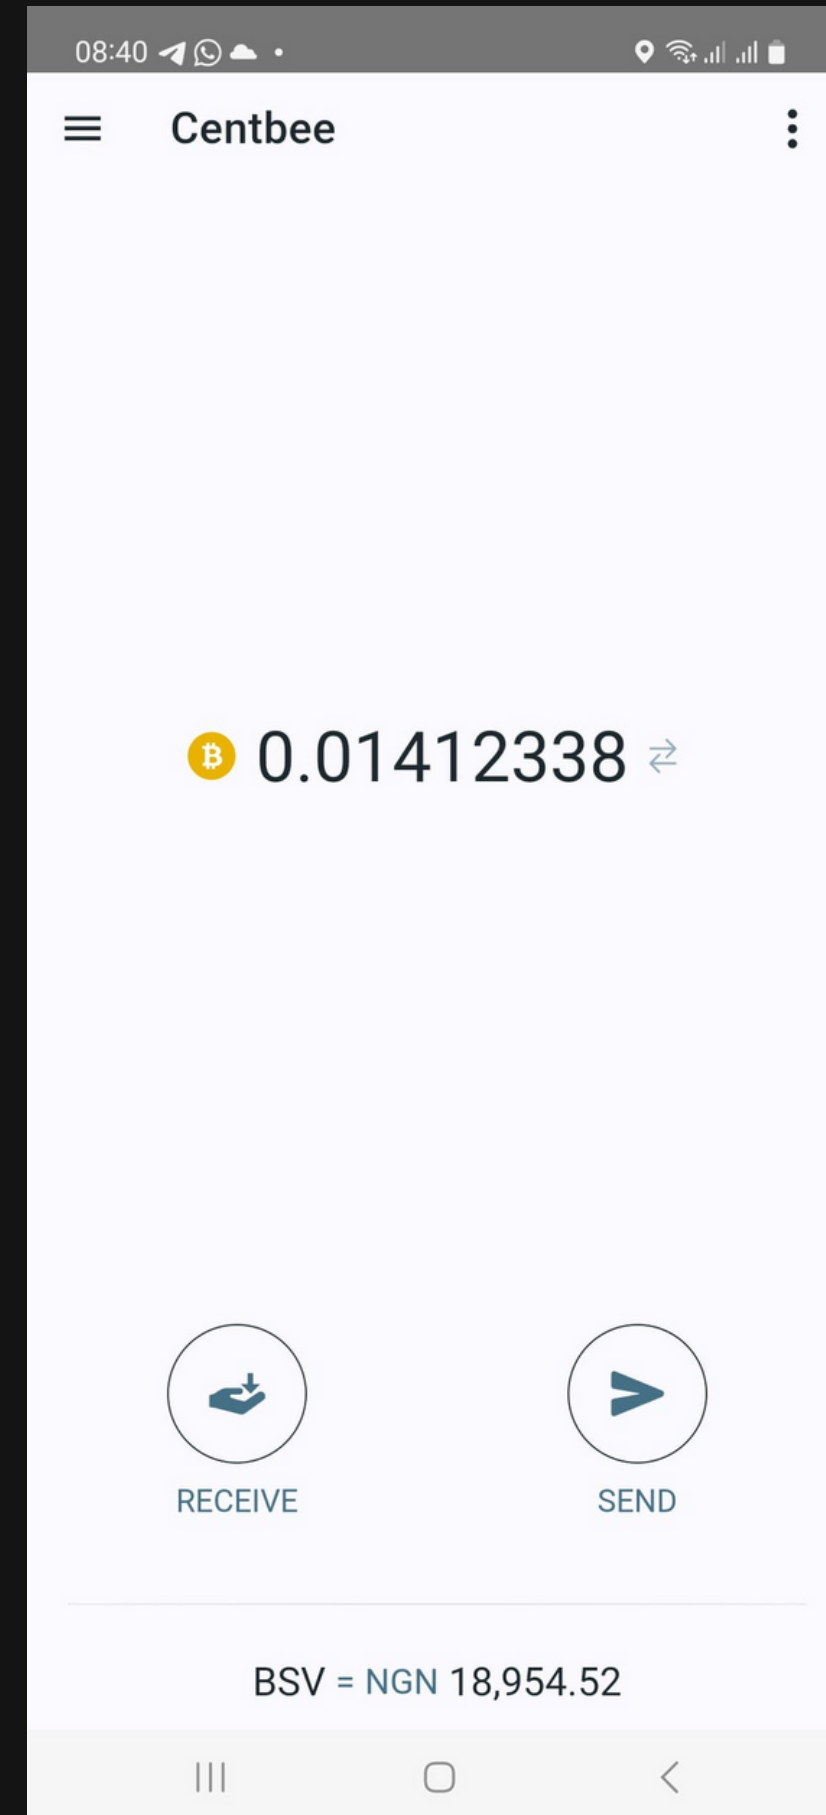 08:40
Centbee
0.01412338
RECEIVE
SEND
BSV = NGN 18,954.52